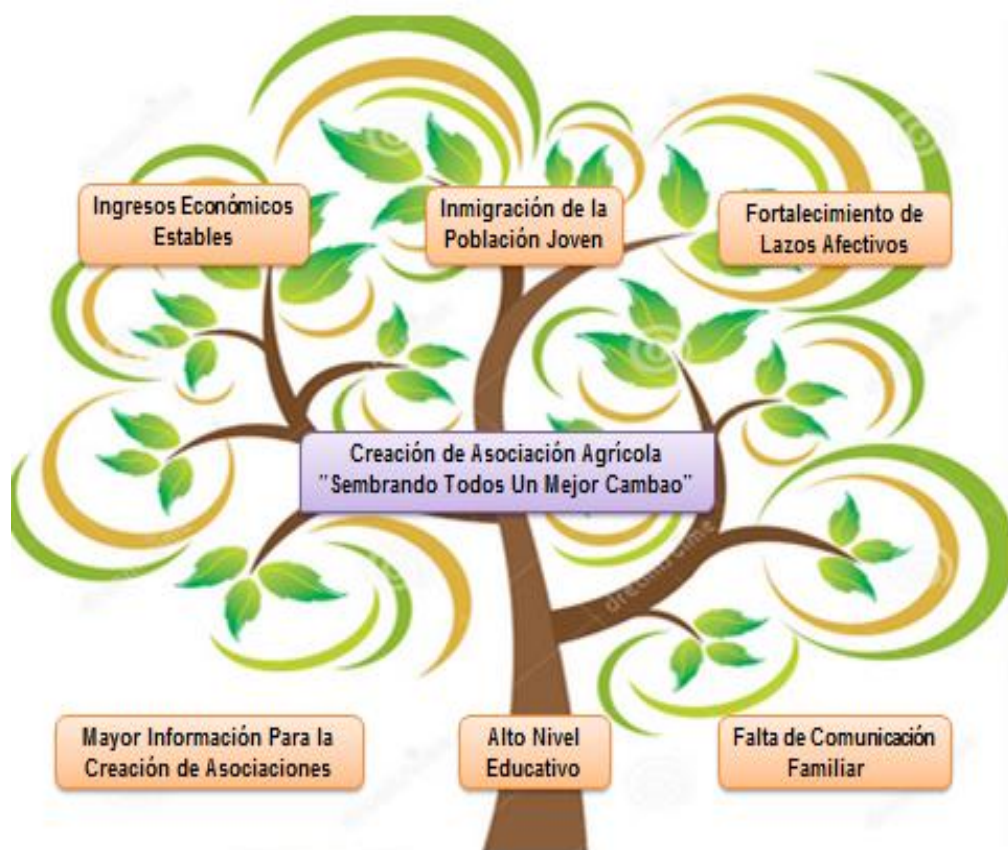 Ingresos Económicos
Estables
Inmigración de la
Población Joven
Fortalecimiento de
Lazos Afectivos
Creación de Asociación Agrícola
"Sembrando Todos Un Mejor Cambao"
Mayor Información Para la
Creación de Asociaciones
Alto Nivel
Educativo
Falta de Comunicación
Familiar
dreamstime